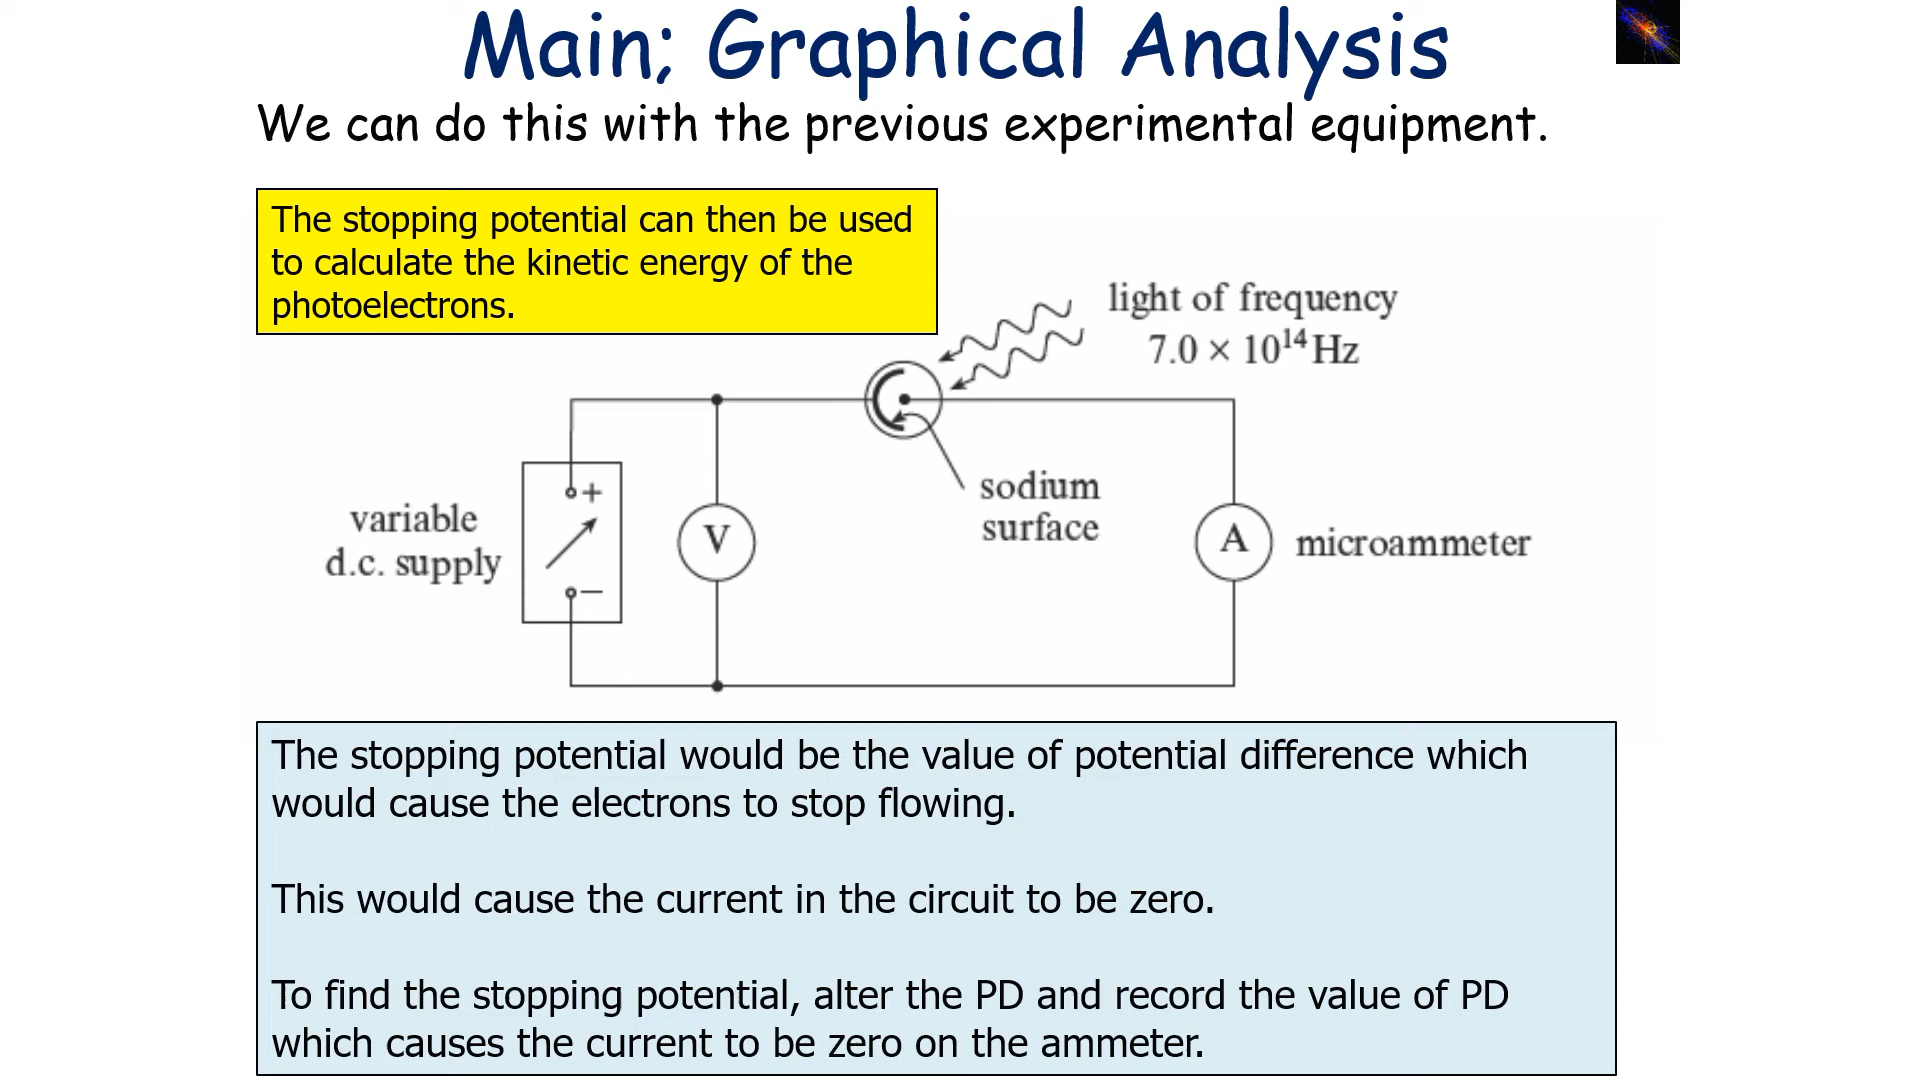 Main; Graphical Analysis
We can do this with the previous experimental equipment.
The stopping potential can then be used
to calculate the kinetic energy of the
photoelectrons.
light of frequency
7.0 × 10¹⁴ Hz
+
variable
d.c. supply
−
V
sodium
surface
A
microammeter
The stopping potential would be the value of potential difference which
would cause the electrons to stop flowing.
This would cause the current in the circuit to be zero.
To find the stopping potential, alter the PD and record the value of PD
which causes the current to be zero on the ammeter.